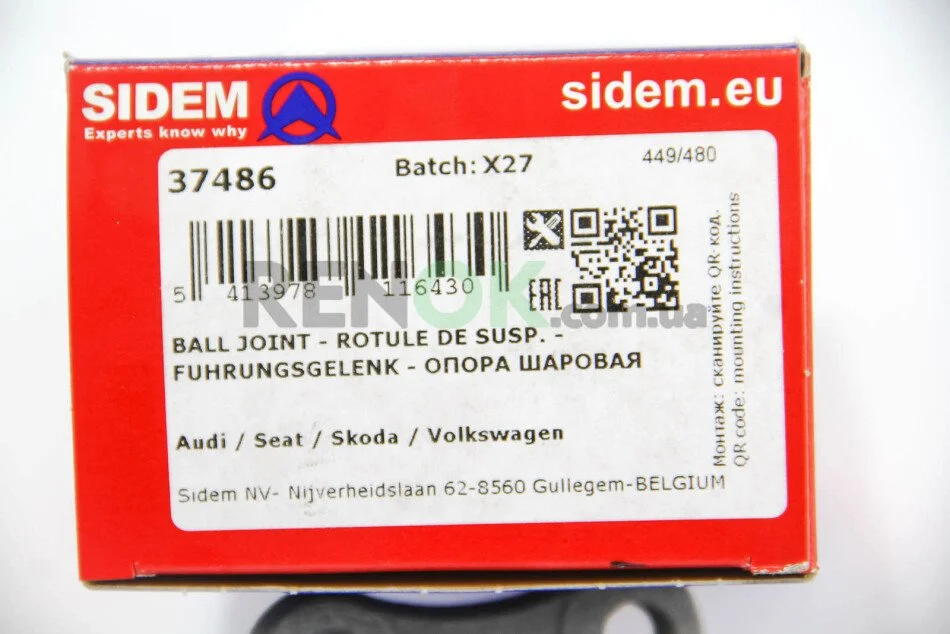 SIDEM
Experts know why
sidem.eu
37486
Batch: X27
449/480
5 413978 116430
EAC
RENOK.com.ua
BALL JOINT - ROTULE DE SUSP. -
FUHRUNGSGELENK - ОПОРА ШАРОВАЯ
Audi / Seat / Skoda / Volkswagen
Sidem NV- Nijverheidslaan 62-8560 Gullegem-BELGIUM
Монтаж: сканируйте QR-код.
QR code: mounting instructions